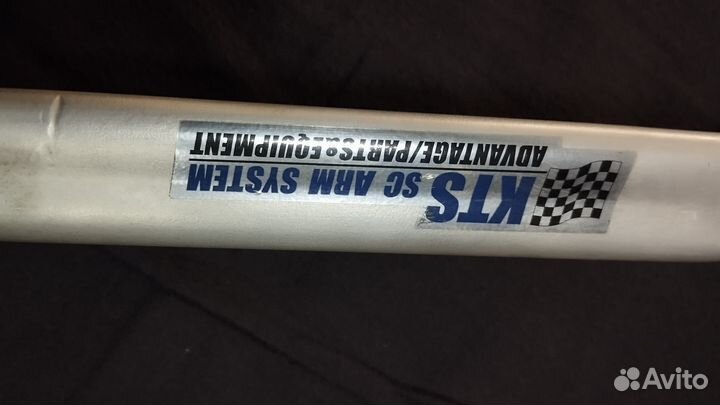 KTS SC ARM SYSTEM
ADVANTAGE/PARTS&EQUIPMENT
Avito